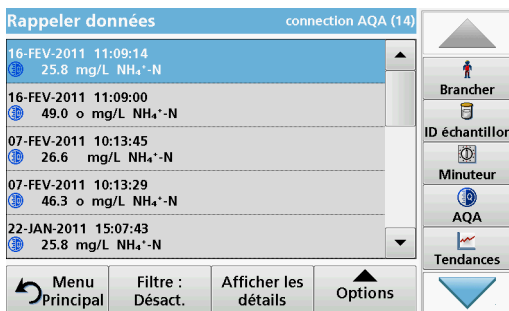 Rappeler données
connection AQA (14)
16-FEV-2011 11:09:14
25.8 mg/L NH₄⁺-N
16-FEV-2011 11:09:00
49.0 o mg/L NH₄⁺-N
07-FEV-2011 10:13:45
26.6 mg/L NH₄⁺-N
07-FEV-2011 10:13:29
46.3 o mg/L NH₄⁺-N
22-JAN-2011 15:07:43
25.8 mg/L NH₄⁺-N
Brancher
ID échantillor
Minuteur
AQA
Tendances
Menu
Principal
Filtre :
Désact.
Afficher les
détails
Options